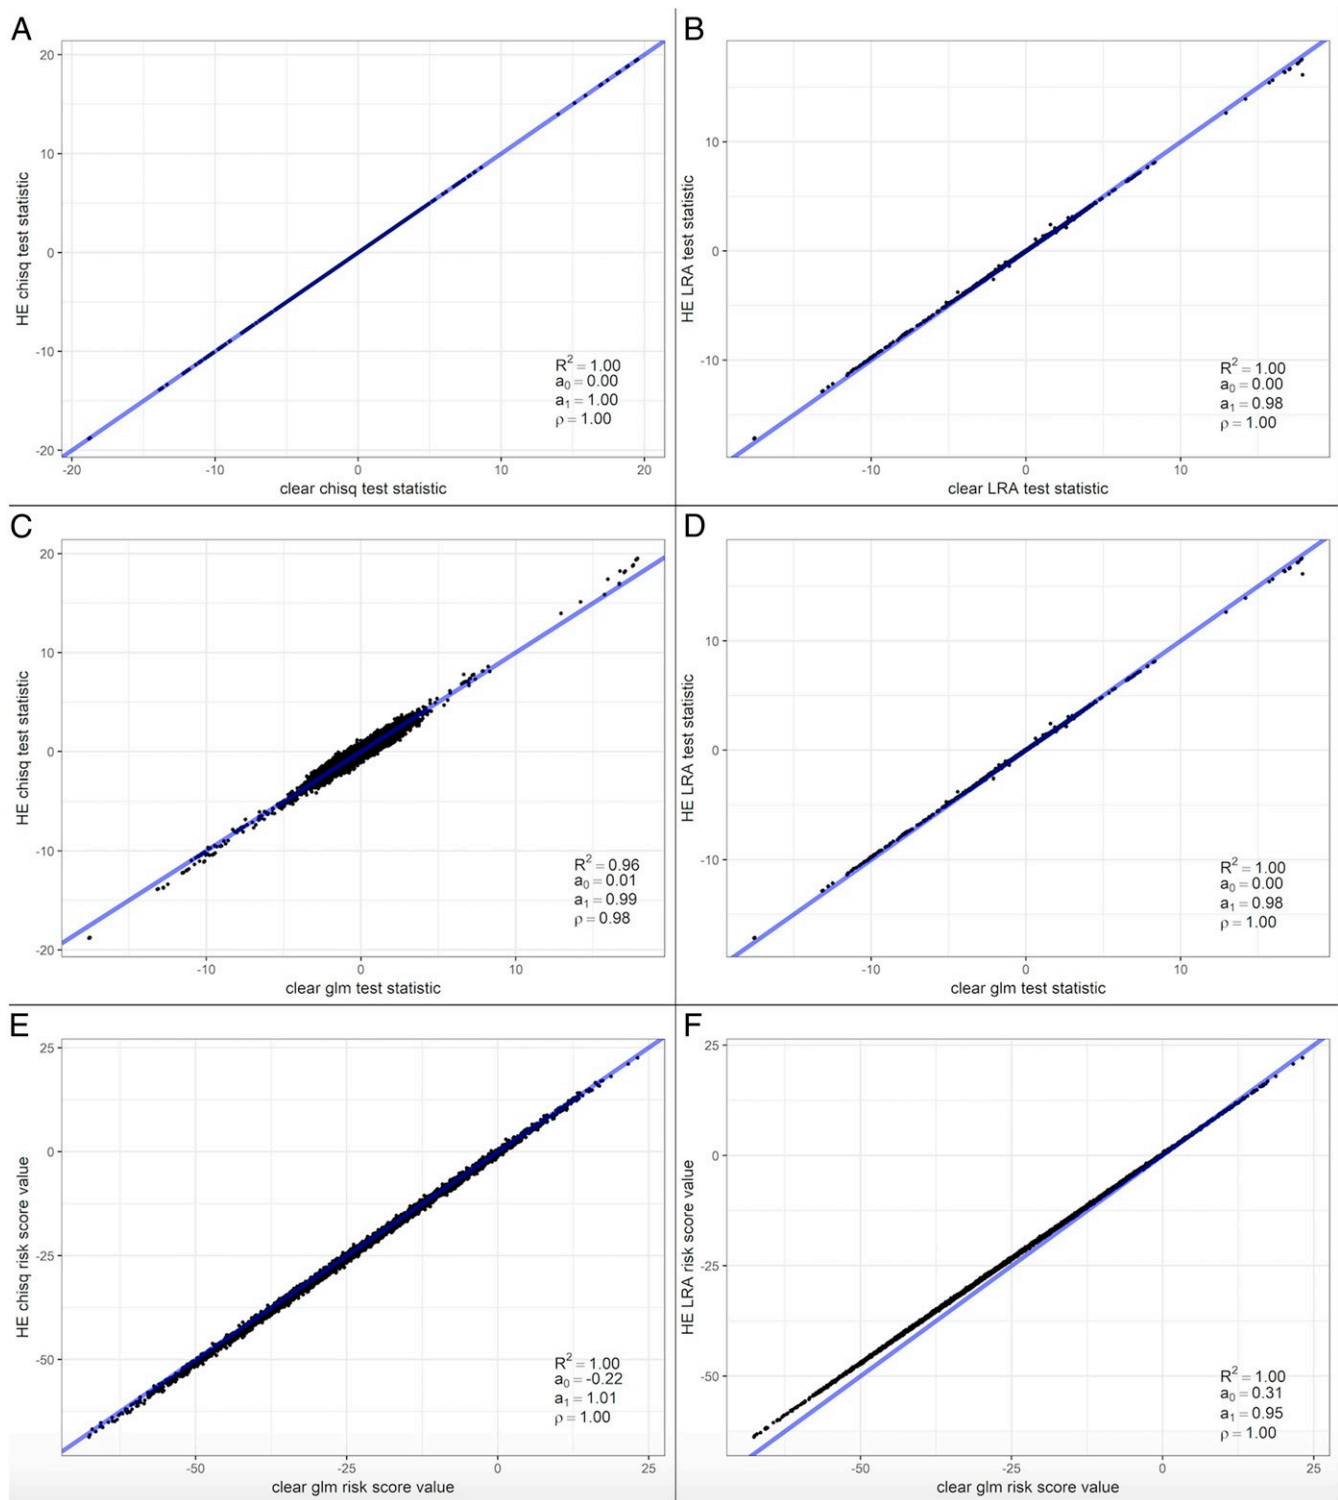 A
20
10
0
-10
-20
HE chisq test statistic
R² = 1.00
a₀ = 0.00
a₁ = 1.00
ρ = 1.00
-20 -10 0 10 20
clear chisq test statistic
B
10
0
-10
HE LRA test statistic
R² = 1.00
a₀ = 0.00
a₁ = 0.98
ρ = 1.00
-10 0 10
clear LRA test statistic
C
20
10
0
-10
-20
HE chisq test statistic
R² = 0.96
a₀ = 0.01
a₁ = 0.99
ρ = 0.98
-10 0 10
clear glm test statistic
D
10
0
-10
HE LRA test statistic
R² = 1.00
a₀ = 0.00
a₁ = 0.98
ρ = 1.00
-10 0 10
clear glm test statistic
E
25
0
-25
-50
HE chisq risk score value
R² = 1.00
a₀ = -0.22
a₁ = 1.01
ρ = 1.00
-50 -25 0 25
clear glm risk score value
F
25
0
-25
-50
HE LRA risk score value
R² = 1.00
a₀ = 0.31
a₁ = 0.95
ρ = 1.00
-50 -25 0 25
clear glm risk score value